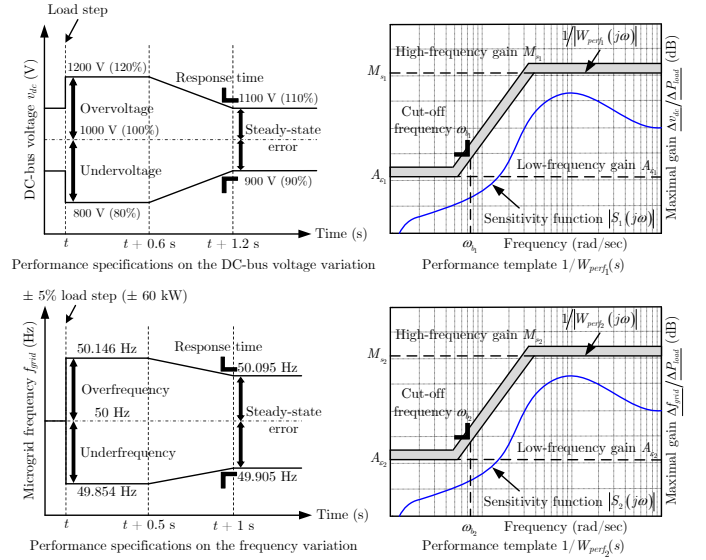 Load step
DC-bus voltage v_dc (V)
1200 V (120%)
Response time
1100 V (110%)
Overvoltage
1000 V (100%)
Steady-state
error
Undervoltage
900 V (90%)
800 V (80%)
Time (s)
t
t + 0.6 s
t + 1.2 s
Performance specifications on the DC-bus voltage variation
1/|W_perf1(jω)|
High-frequency gain M_s1
M_s1
Cut-off
frequency ω_b1
Low-frequency gain A_ε1
A_ε1
Sensitivity function |S_1(jω)|
Maximal gain Δv_dc/ΔP_load (dB)
ω_b1
Frequency (rad/sec)
Performance template 1/W_perf1(s)
± 5% load step (± 60 kW)
Microgrid frequency f_grid (Hz)
50.146 Hz
Response time
50.095 Hz
Overfrequency
50 Hz
Steady-state
error
Underfrequency
49.905 Hz
49.854 Hz
Time (s)
t
t + 0.5 s
t + 1 s
Performance specifications on the frequency variation
1/|W_perf2(jω)|
High-frequency gain M_s2
M_s2
Cut-off
frequency ω_b2
Low-frequency gain A_ε2
A_ε2
Sensitivity function |S_2(jω)|
Maximal gain Δf_grid/ΔP_load (dB)
ω_b2
Frequency (rad/sec)
Performance template 1/W_perf2(s)